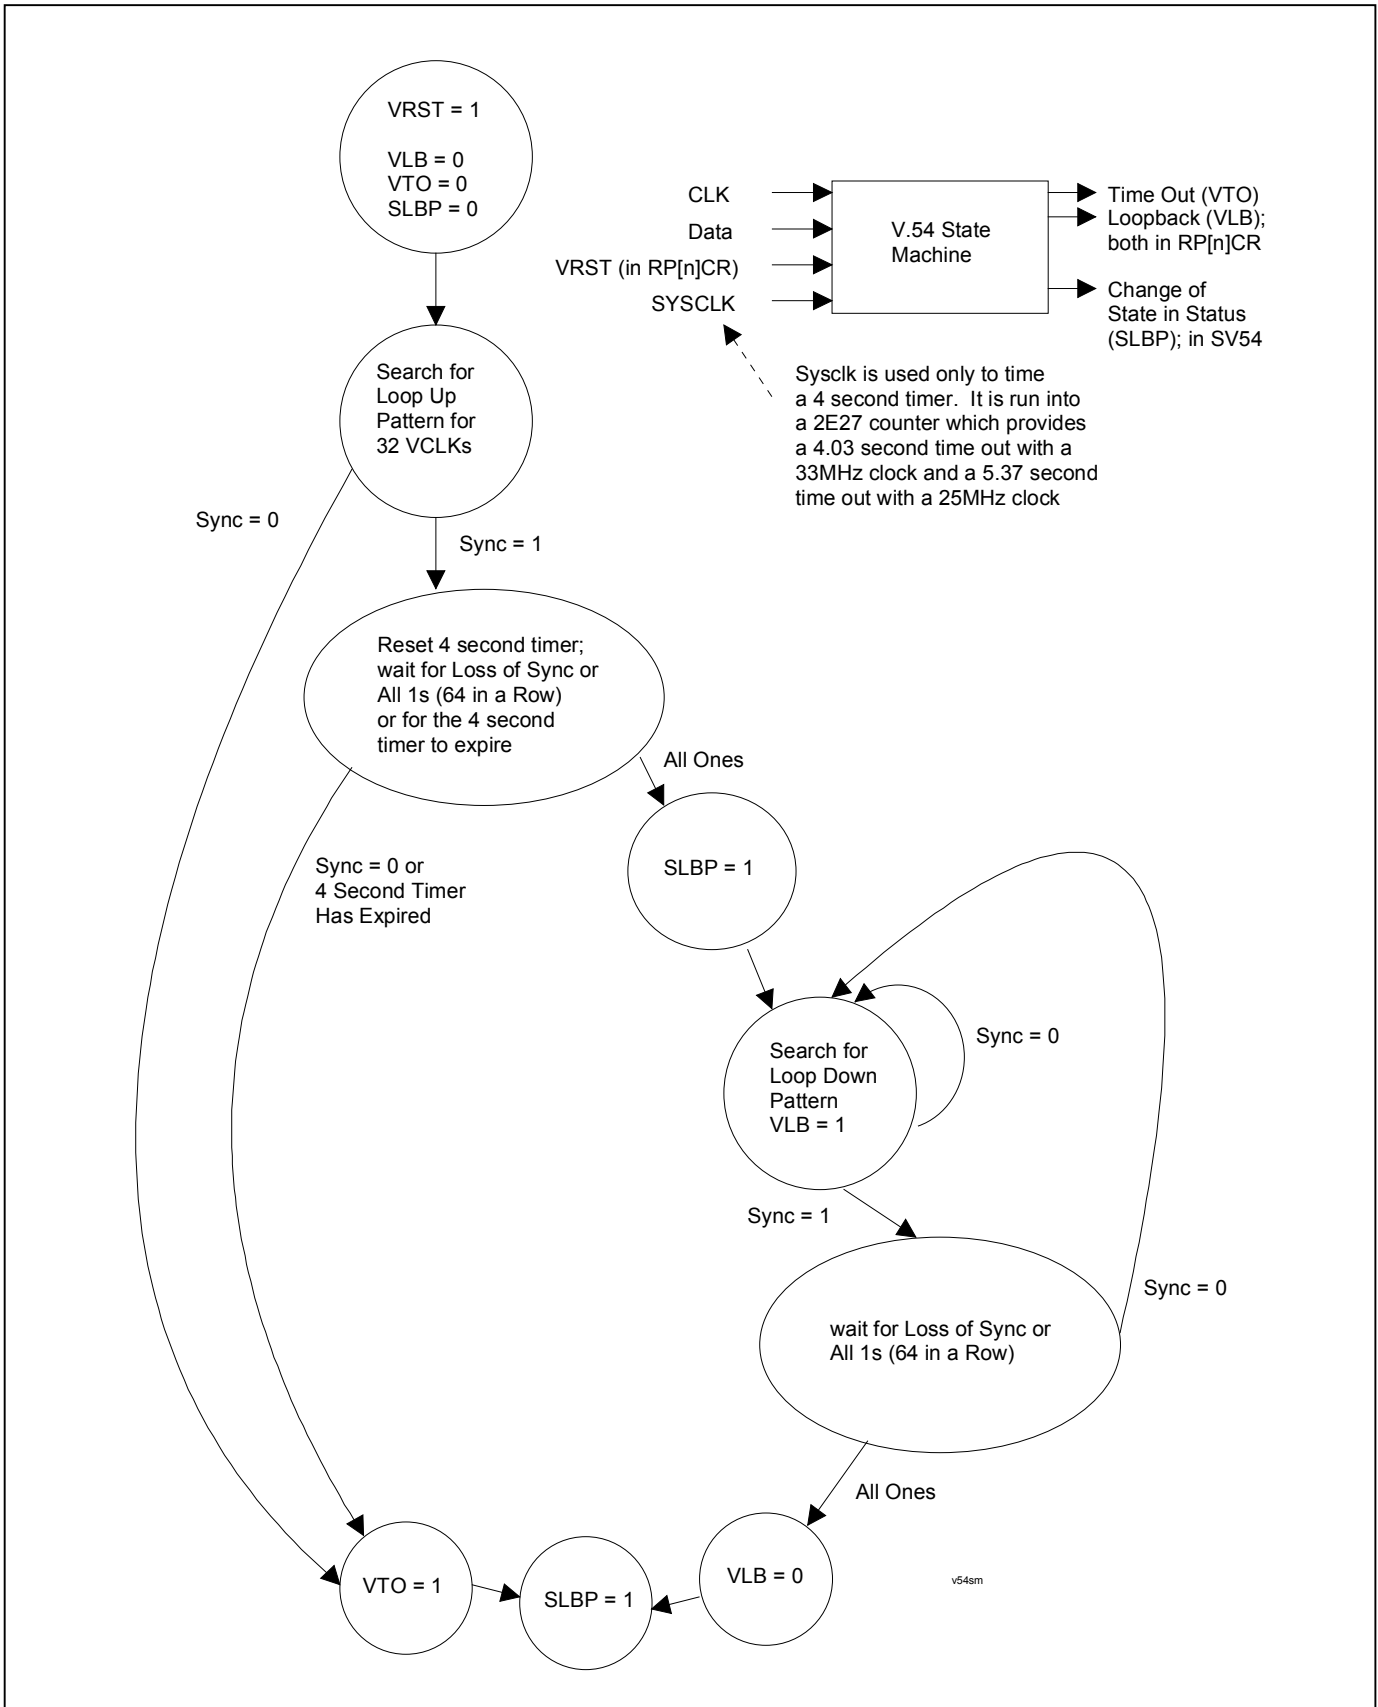 VRST = 1
VLB = 0
VTO = 0
SLBP = 0
CLK
Data
VRST (in RP[n]CR)
SYSCLK
V.54 State
Machine
Time Out (VTO)
Loopback (VLB);
both in RP[n]CR
Change of
State in Status
(SLBP); in SV54
Sysclk is used only to time
a 4 second timer. It is run into
a 2E27 counter which provides
a 4.03 second time out with a
33MHz clock and a 5.37 second
time out with a 25MHz clock
Search for
Loop Up
Pattern for
32 VCLKs
Sync = 0
Sync = 1
Reset 4 second timer;
wait for Loss of Sync or
All 1s (64 in a Row)
or for the 4 second
timer to expire
All Ones
Sync = 0 or
4 Second Timer
Has Expired
SLBP = 1
Search for
Loop Down
Pattern
VLB = 1
Sync = 0
Sync = 1
wait for Loss of Sync or
All 1s (64 in a Row)
Sync = 0
All Ones
VTO = 1
SLBP = 1
VLB = 0
v54sm